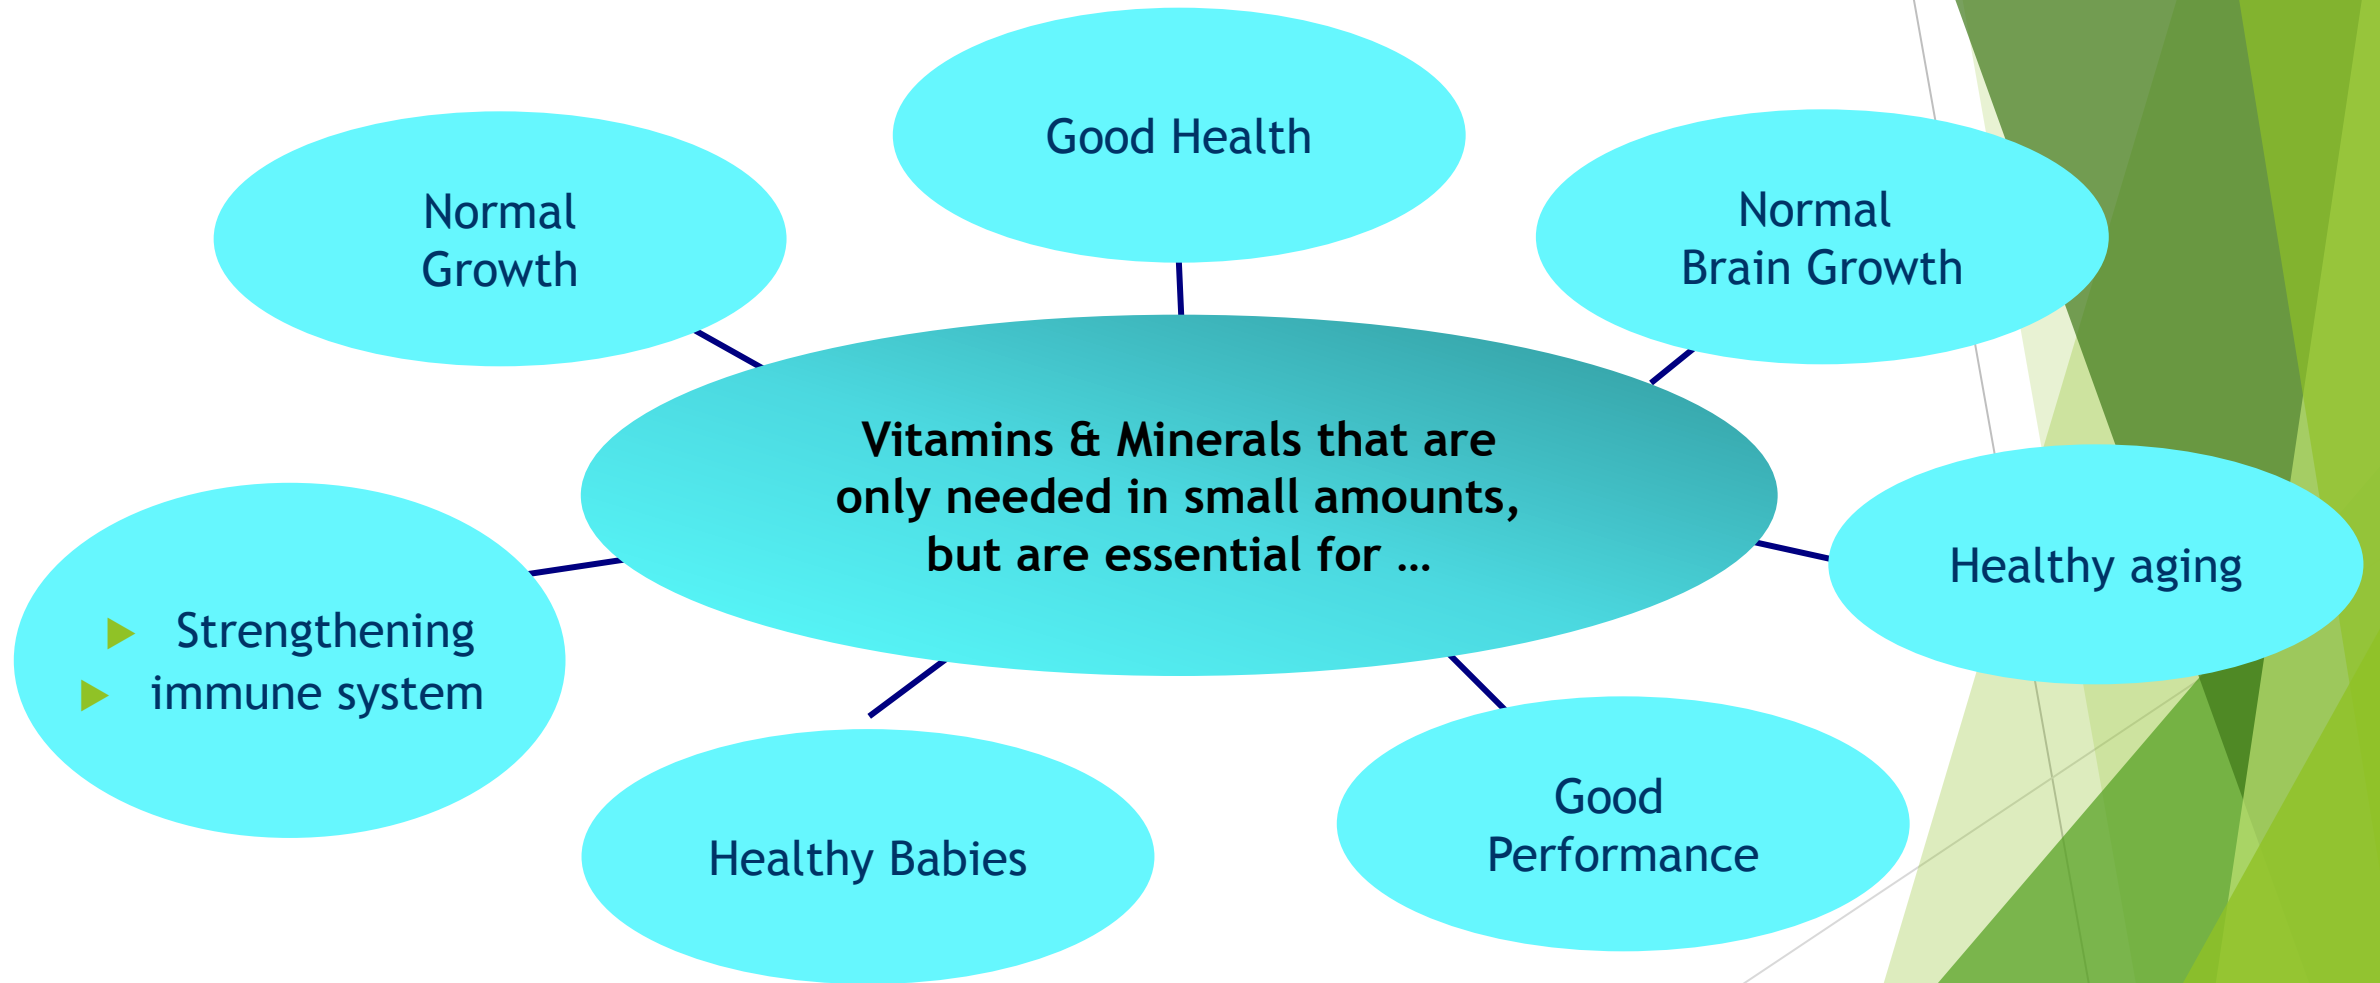 Good Health
Normal
Growth
Normal
Brain Growth
Vitamins & Minerals that are
only needed in small amounts,
but are essential for …
Healthy aging
Strengthening
immune system
Good
Performance
Healthy Babies